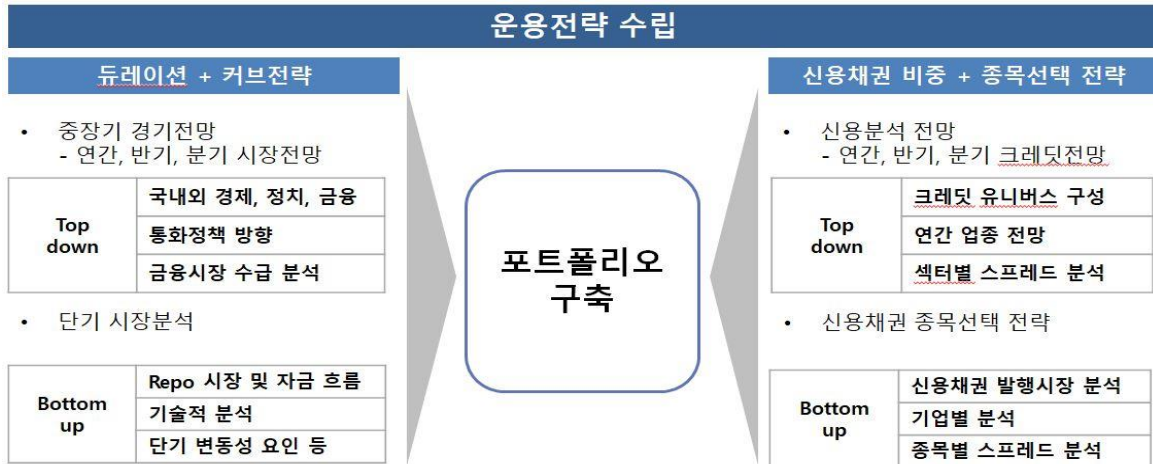 운용전략 수립
듀레이션 + 커브전략
• 중장기 경기전망
- 연간, 반기, 분기 시장전망
Top
down
국내외 경제, 정치, 금융
통화정책 방향
금융시장 수급 분석
• 단기 시장분석
Bottom
up
Repo 시장 및 자금 흐름
기술적 분석
단기 변동성 요인 등
포트폴리오
구축
신용채권 비중 + 종목선택 전략
• 신용분석 전망
- 연간, 반기, 분기 크레딧전망
Top
down
크레딧 유니버스 구성
연간 업종 전망
섹터별 스프레드 분석
• 신용채권 종목선택 전략
Bottom
up
신용채권 발행시장 분석
기업별 분석
종목별 스프레드 분석